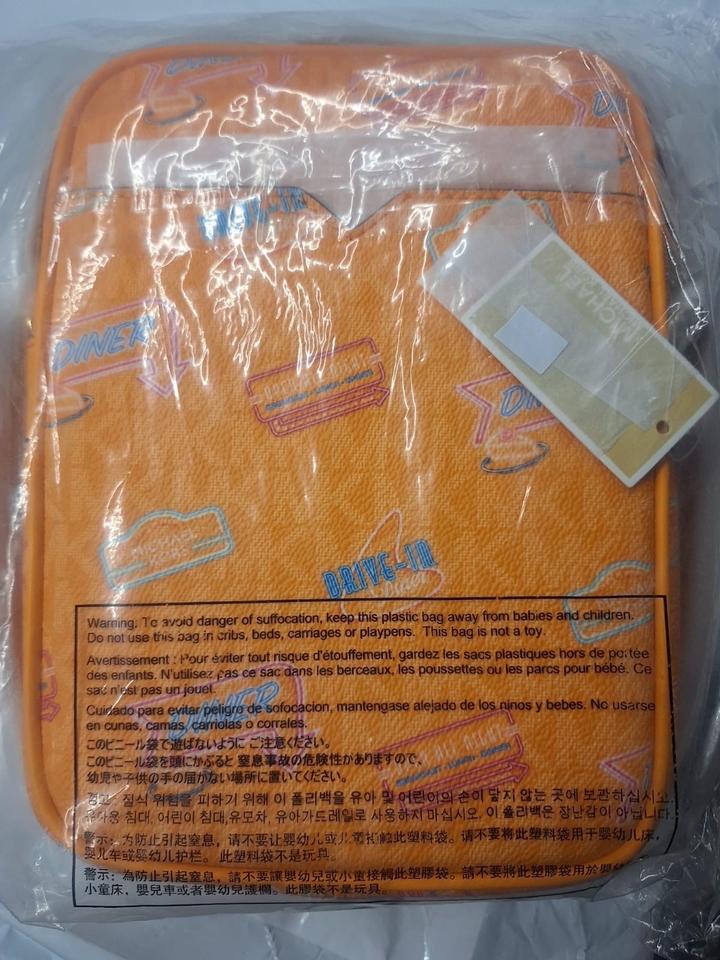 DINER
DRIVE-IN
MICHAEL
DINER
OPEN ALL NIGHT
BREAKFAST · LUNCH · DINNER
MICHAEL
KORS
DRIVE-IN
Diner
Warning: To avoid danger of suffocation, keep this plastic bag away from babies and children.
Do not use this bag in cribs, beds, carriages or playpens. This bag is not a toy.
Avertissement : Pour éviter tout risque d'étouffement, gardez les sacs plastiques hors de portée
des enfants. N'utilisez pas ce sac dans les berceaux, les poussettes ou les parcs pour bébé. Ce
sac n'est pas un jouet.
Cuidado para evitar peligro de sofocacion, mantengase alejado de los ninos y bebes. No usarse
en cunas, camas, carriolas o corrales.
このビニール袋で遊ばないように ご注意ください。
このビニール袋を頭にかぶると 窒息事故の危険性がありますので、
幼児や子供の手の届かない場所に置いてください。
경고: 질식 위험을 피하기 위해 이 폴리백을 유아 및 어린이의 손이 닿지 않는 곳에 보관하십시오.
유아용 침대, 어린이 침대,유모차, 유아가드레일로 사용하지 마십시오, 이 폴리백은 장난감이 아닙니다.
警示：为防止引起窒息，请不要让婴幼儿或儿童接触此塑料袋。请不要将此塑料袋用于婴幼儿床，
婴儿车或婴幼儿护栏。此塑料袋不是玩具。
警示：為防止引起窒息，請不要讓嬰幼兒或小童接觸此塑膠袋。請不要將此塑膠袋用於嬰
小童床，嬰兒車或者嬰幼兒護欄。此膠袋不是玩具。
DINER
OPEN ALL NIGHT
BREAKFAST · LUNCH · DINNER